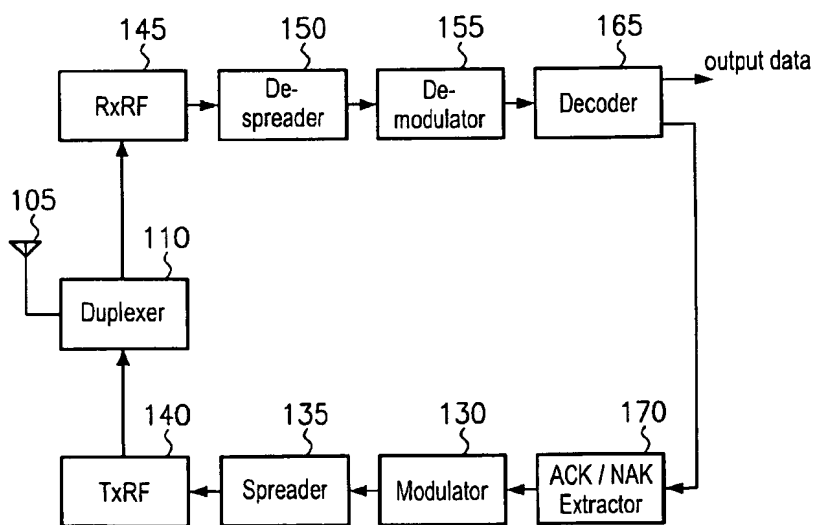 145
150
155
165
output data
RxRF
De-
spreader
De-
modulator
Decoder
105
110
Duplexer
140
135
130
170
TxRF
Spreader
Modulator
ACK / NAK
Extractor